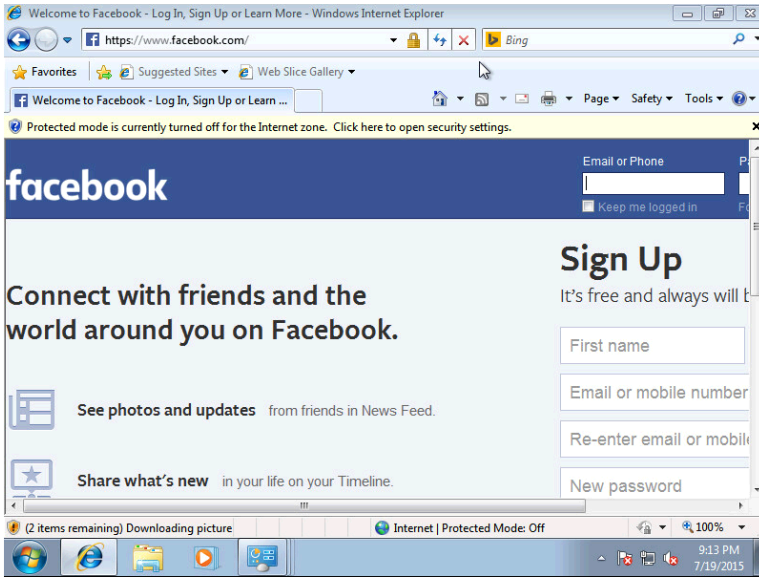 Welcome to Facebook - Log In, Sign Up or Learn More - Windows Internet Explorer
https://www.facebook.com/
Bing
Favorites Suggested Sites Web Slice Gallery
Welcome to Facebook - Log In, Sign Up or Learn ... Page Safety Tools
Protected mode is currently turned off for the Internet zone. Click here to open security settings.
Email or Phone
facebook
Keep me logged in
Sign Up
It's free and always will
Connect with friends and the
world around you on Facebook.
First name
Email or mobile number
See photos and updates from friends in News Feed.
Re-enter email or
Share what's new in your life on your Timeline.
New password
(2 items remaining) Downloading picture Internet | Protected Mode: Off 100%
9:13 PM
7/19/2015